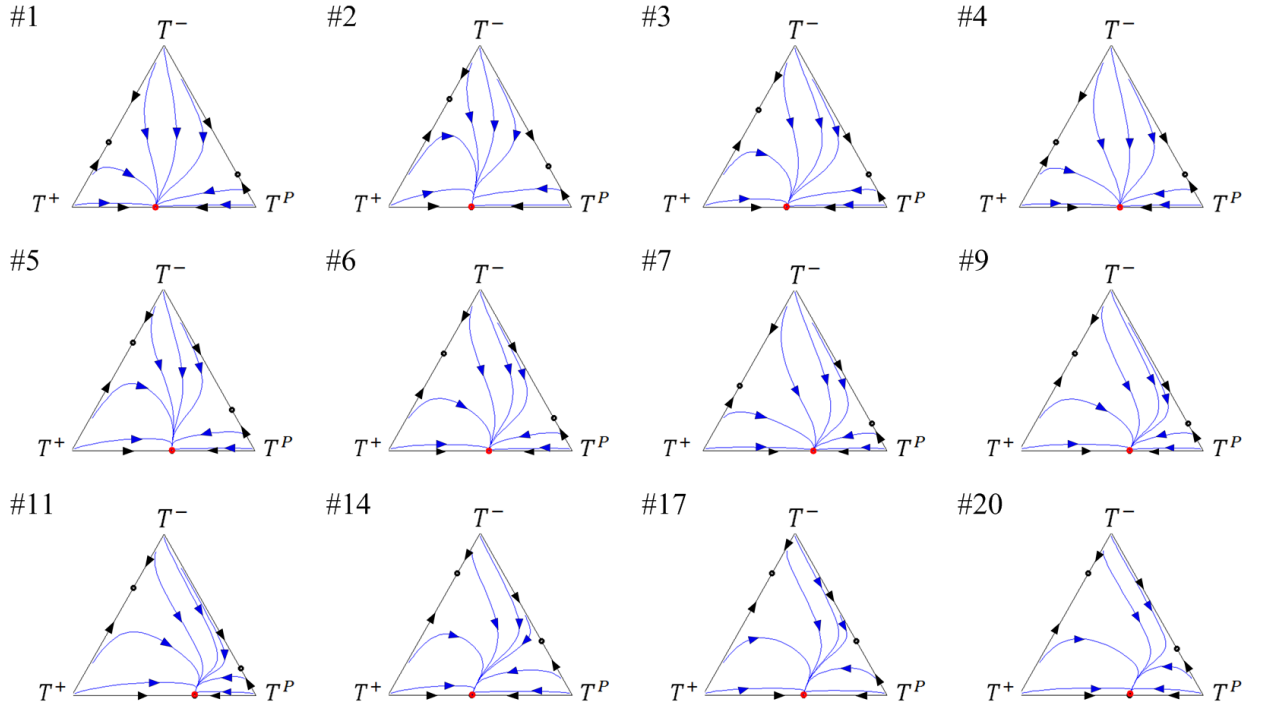 #1 #2 #3 #4
T⁻ T⁻ T⁻ T⁻
T⁺ Tᴾ T⁺ Tᴾ T⁺ Tᴾ T⁺ Tᴾ
#5 #6 #7 #9
T⁻ T⁻ T⁻ T⁻
T⁺ Tᴾ T⁺ Tᴾ T⁺ Tᴾ T⁺ Tᴾ
#11 #14 #17 #20
T⁻ T⁻ T⁻ T⁻
T⁺ Tᴾ T⁺ Tᴾ T⁺ Tᴾ T⁺ Tᴾ